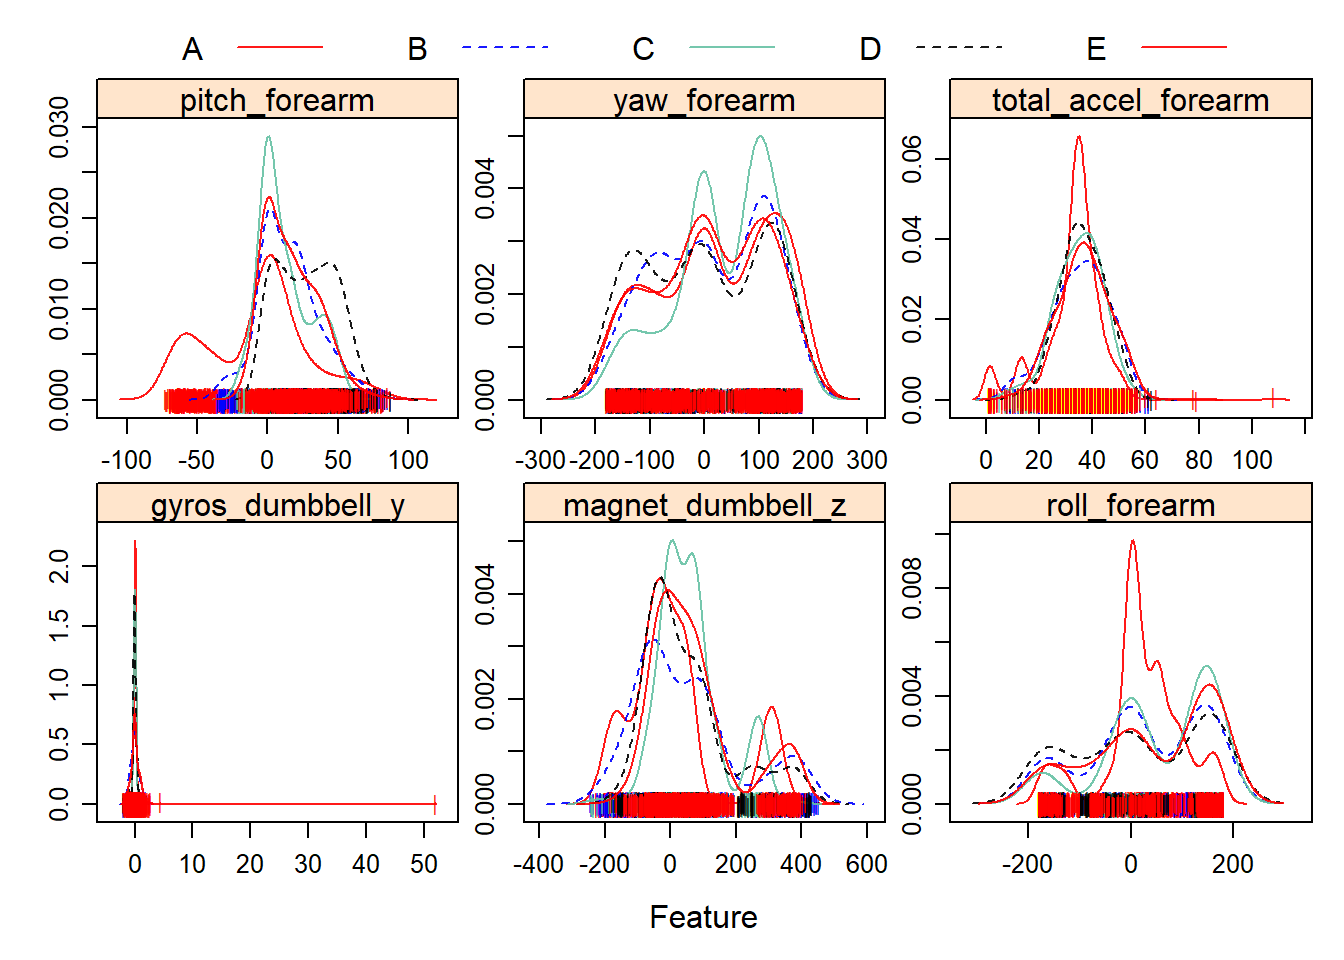 A B C D E
pitch_forearm yaw_forearm total_accel_forearm
0.030
0.020
0.010
0.000
-100 -50 0 50 100
0.004
0.002
0.000
-300 -200 -100 0 100 200 300
0.06
0.04
0.02
0.00
0 20 40 60 80 100
gyros_dumbbell_y magnet_dumbbell_z roll_forearm
2.0
1.5
1.0
0.5
0.0
0 10 20 30 40 50
0.004
0.002
0.000
-400 -200 0 200 400 600
0.008
0.004
0.000
-200 0 200
Feature